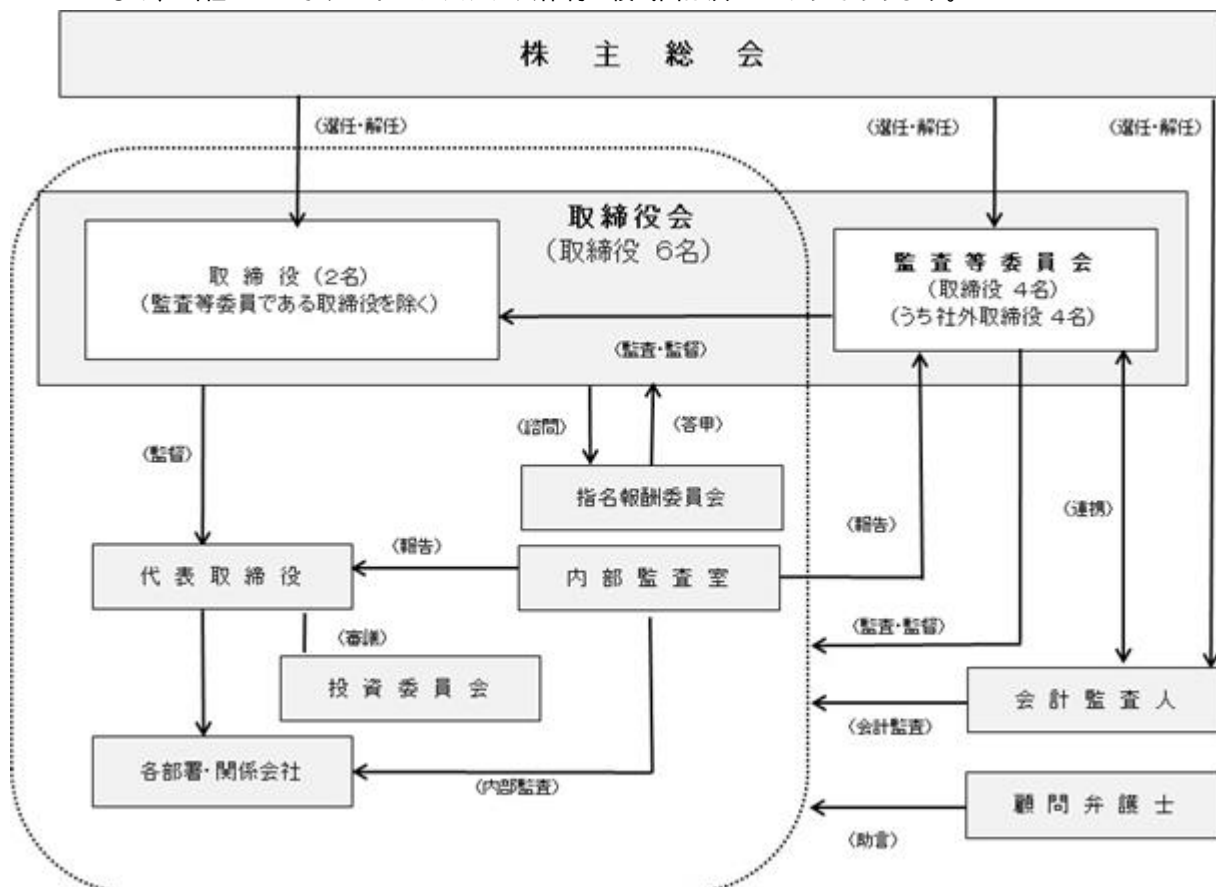 株主総会
〈選任・解任〉
〈選任・解任〉
〈選任・解任〉
取締役会
(取締役 6名)
取締役 (2名)
(監査等委員である取締役を除く)
監査等委員会
(取締役 4名)
(うち社外取締役 4名)
〈監査・監督〉
〈監督〉
〈諮問〉
〈答申〉
指名報酬委員会
〈報告〉
〈報告〉
〈連携〉
代表取締役
内部監査室
〈審議〉
〈監査・監督〉
投資委員会
会計監査人
〈会計監査〉
各部署・関係会社
〈内部監査〉
顧問弁護士
〈助言〉